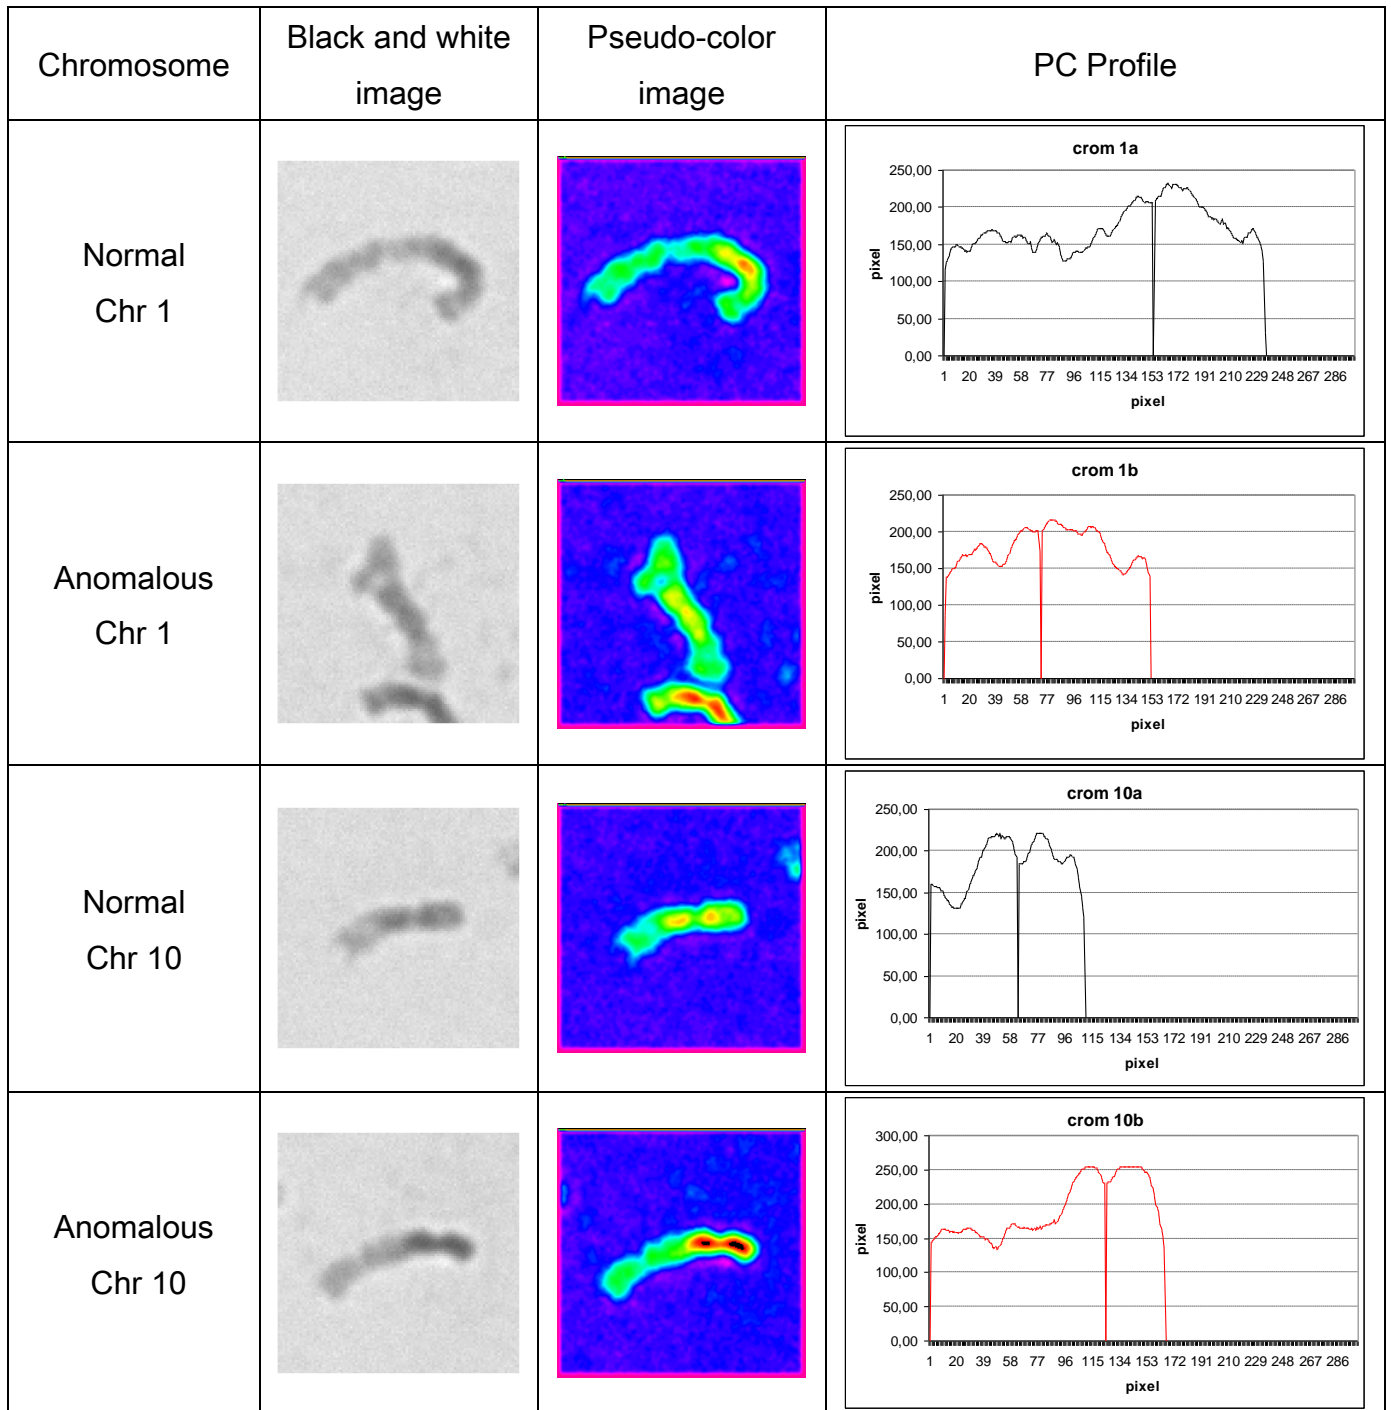 Chromosome
Black and white
image
Pseudo-color
image
PC Profile
Normal
Chr 1
crom 1a
250,00
200,00
150,00
100,00
50,00
0,00
pixel
1 20 39 58 77 96 115 134 153 172 191 210 229 248 267 286
pixel
Anomalous
Chr 1
crom 1b
250,00
200,00
150,00
100,00
50,00
0,00
pixel
1 20 39 58 77 96 115 134 153 172 191 210 229 248 267 286
pixel
Normal
Chr 10
crom 10a
250,00
200,00
150,00
100,00
50,00
0,00
pixel
1 20 39 58 77 96 115 134 153 172 191 210 229 248 267 286
pixel
Anomalous
Chr 10
crom 10b
300,00
250,00
200,00
150,00
100,00
50,00
0,00
pixel
1 20 39 58 77 96 115 134 153 172 191 210 229 248 267 286
pixel